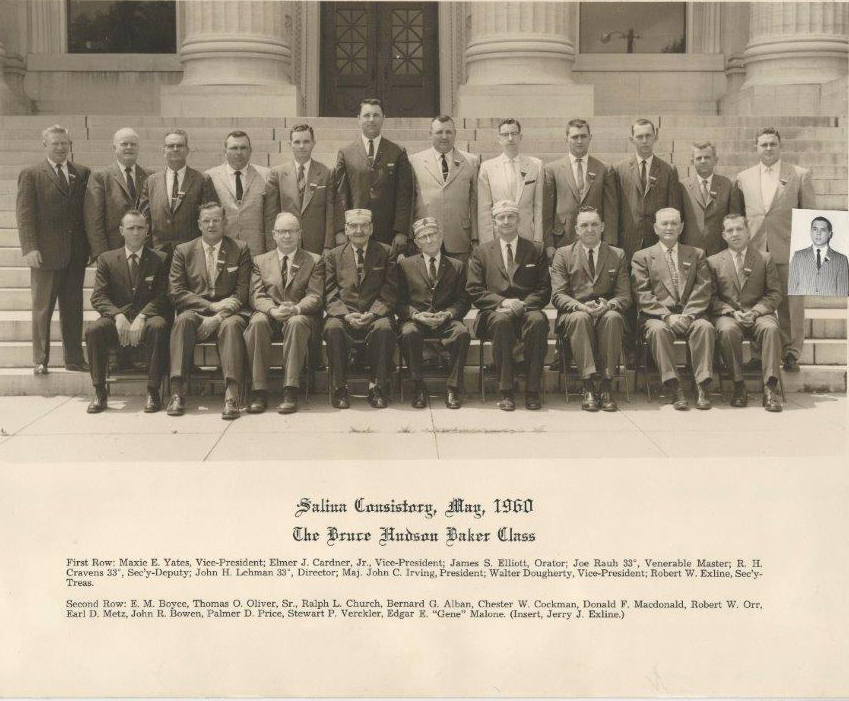 Salina Consistory, May, 1960
The Bruce Hudson Baker Class
First Row: Maxie E. Yates, Vice-President; Elmer J. Cardner, Jr., Vice-President; James S. Elliott, Orator; Joe Raub 33°, Venerable Master; R. H.
Cravens 33°, Sec'y-Deputy; John H. Lehman 33°, Director; Maj. John C. Irving, President; Walter Dougherty, Vice-President; Robert W. Exline, Sec'y-
Treas.
Second Row: E. M. Boyce, Thomas O. Oliver, Sr., Ralph L. Church, Bernard G. Alban, Chester W. Cockman, Donald F. Macdonald, Robert W. Orr,
Earl D. Metz, John R. Bowen, Palmer D. Price, Stewart P. Verckler, Edgar E. "Gene" Malone. (Insert, Jerry J. Exline.)